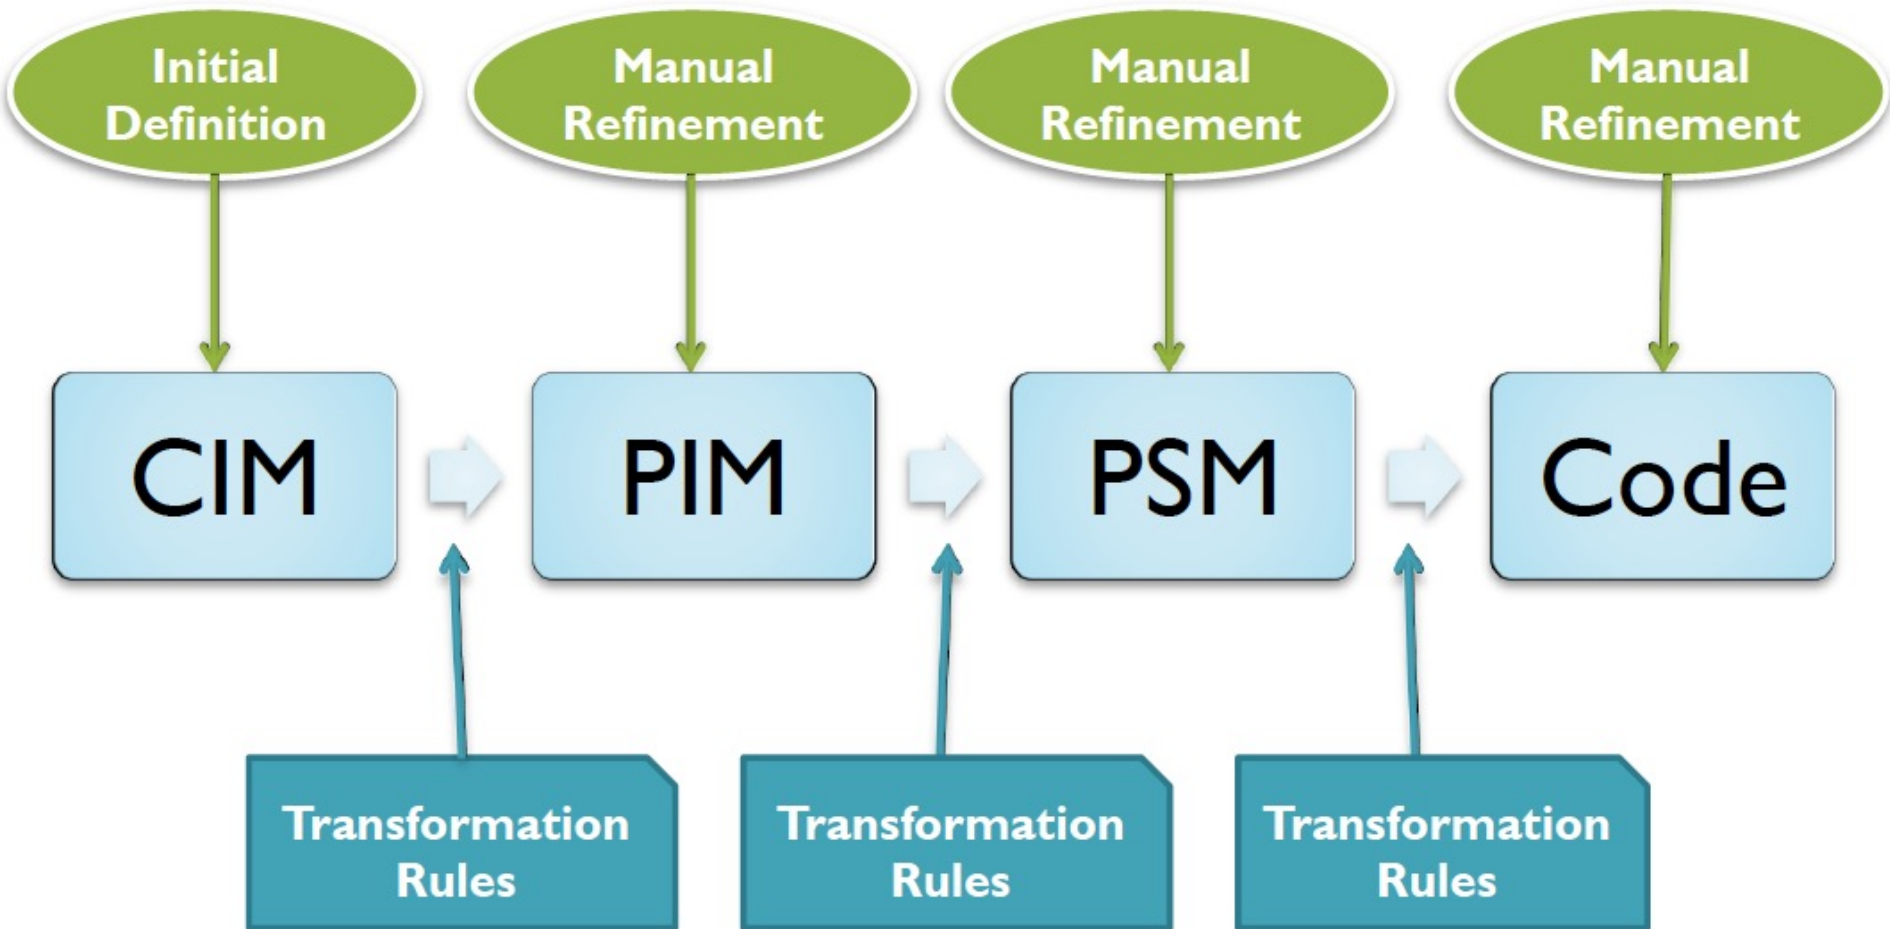 Initial
Definition
Manual
Refinement
Manual
Refinement
Manual
Refinement
CIM
PIM
PSM
Code
Transformation
Rules
Transformation
Rules
Transformation
Rules